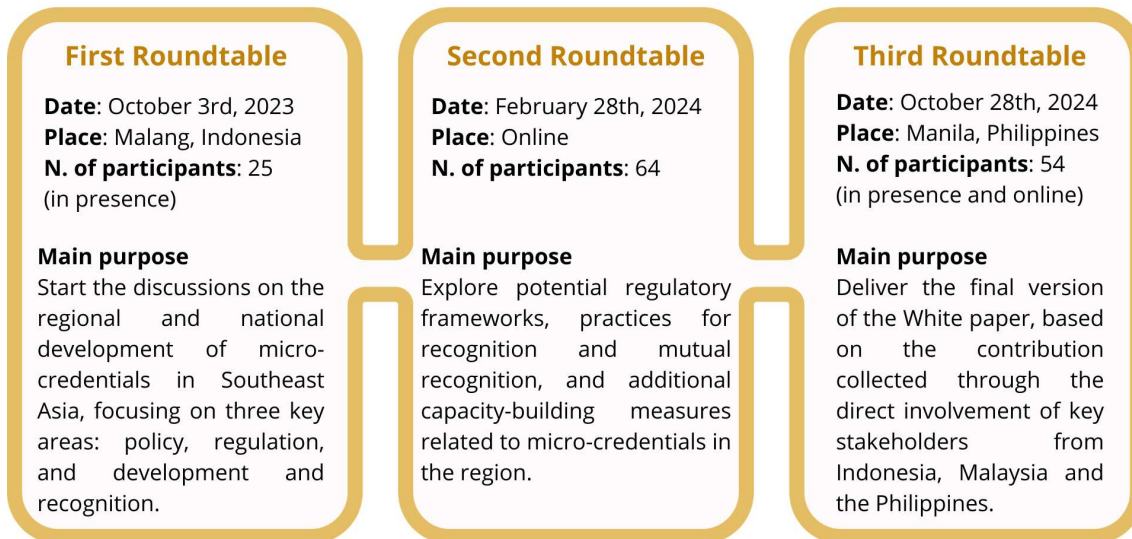 First Roundtable
Date: October 3rd, 2023
Place: Malang, Indonesia
N. of participants: 25
(in presence)
Main purpose
Start the discussions on the
regional and national
development of micro-
credentials in Southeast
Asia, focusing on three key
areas: policy, regulation,
and development and
recognition.
Second Roundtable
Date: February 28th, 2024
Place: Online
N. of participants: 64
Main purpose
Explore potential regulatory
frameworks, practices for
recognition and mutual
recognition, and additional
capacity-building measures
related to micro-credentials in
the region.
Third Roundtable
Date: October 28th, 2024
Place: Manila, Philippines
N. of participants: 54
(in presence and online)
Main purpose
Deliver the final version
of the White paper, based
on the contribution
collected through the
direct involvement of key
stakeholders from
Indonesia, Malaysia and
the Philippines.